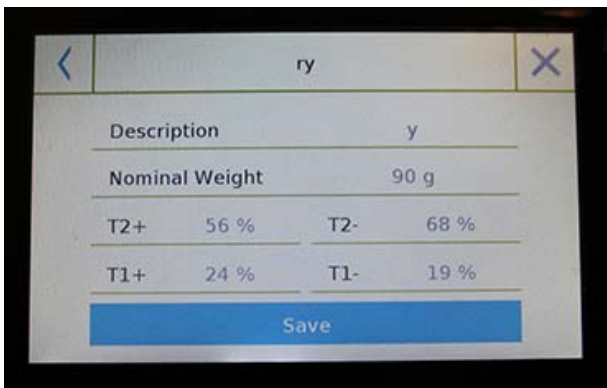 ry
Description y
Nominal Weight 90 g
T2+ 56 % T2- 68 %
T1+ 24 % T1- 19 %
Save